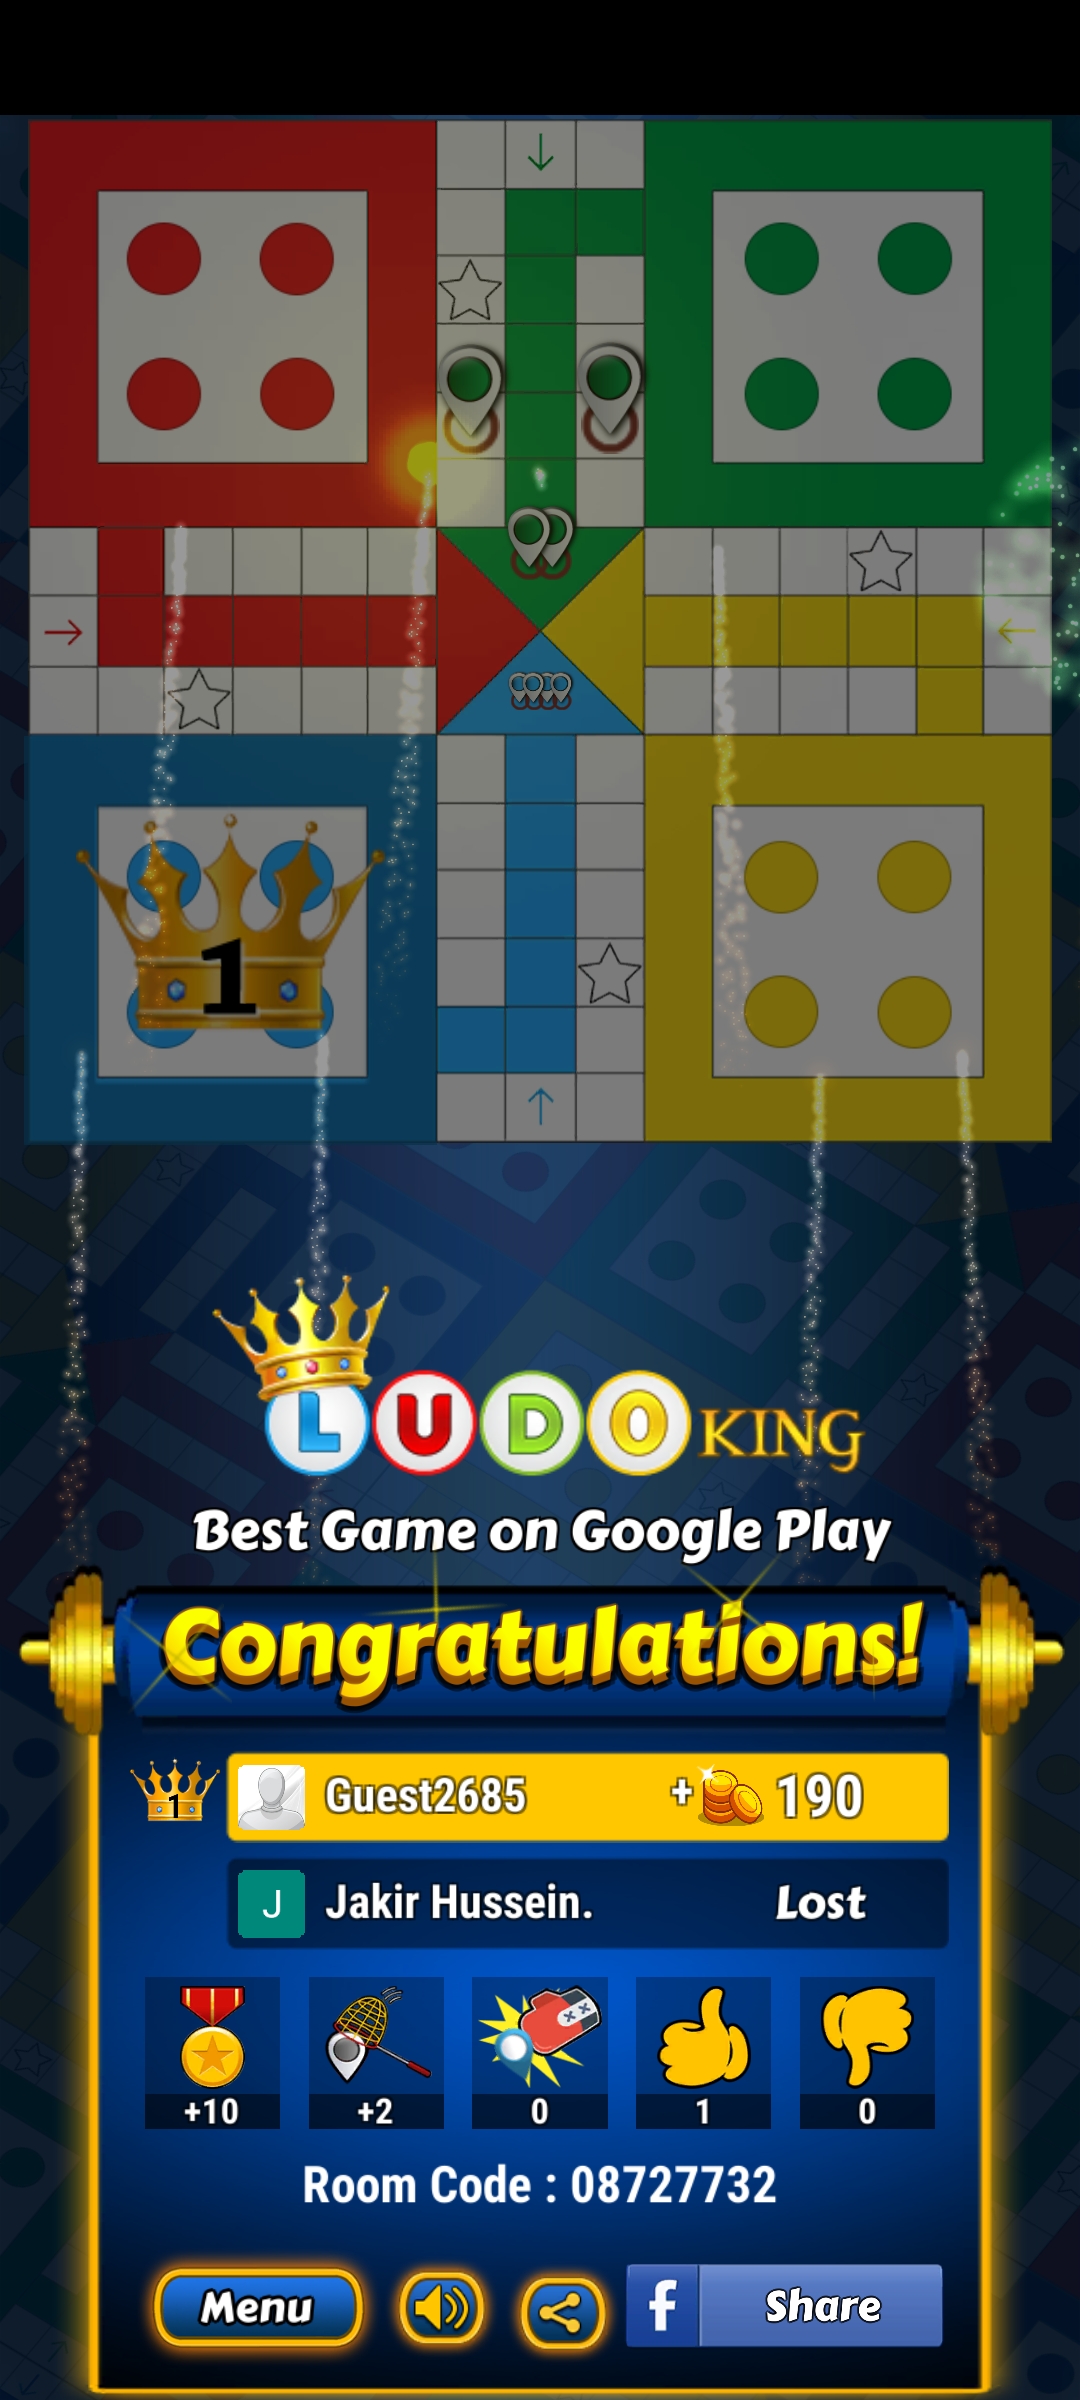 1
LUDO KING
Best Game on Google Play
Congratulations!
1 Guest2685 + 190
J Jakir Hussein. Lost
+10 +2 0 1 0
Room Code : 08727732
Menu f Share